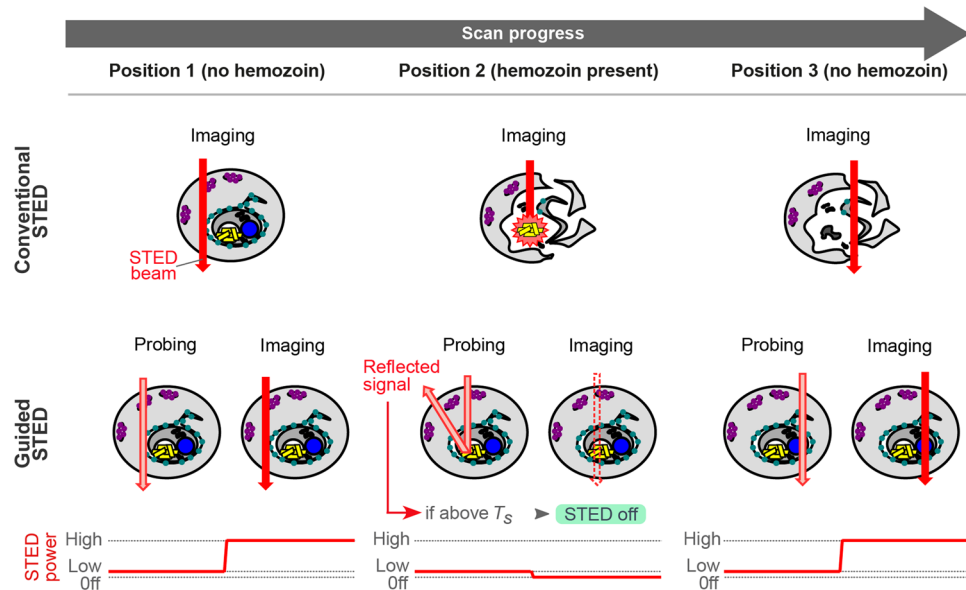 Scan progress
Position 1 (no hemozoin)
Position 2 (hemozoin present)
Position 3 (no hemozoin)
Conventional
STED
Imaging
Imaging
Imaging
STED
beam
Guided
STED
Probing
Imaging
Reflected
signal
Probing
Imaging
Probing
Imaging
if above Ts
STED off
STED
power
High
Low
0ff
High
Low
0ff
High
Low
0ff